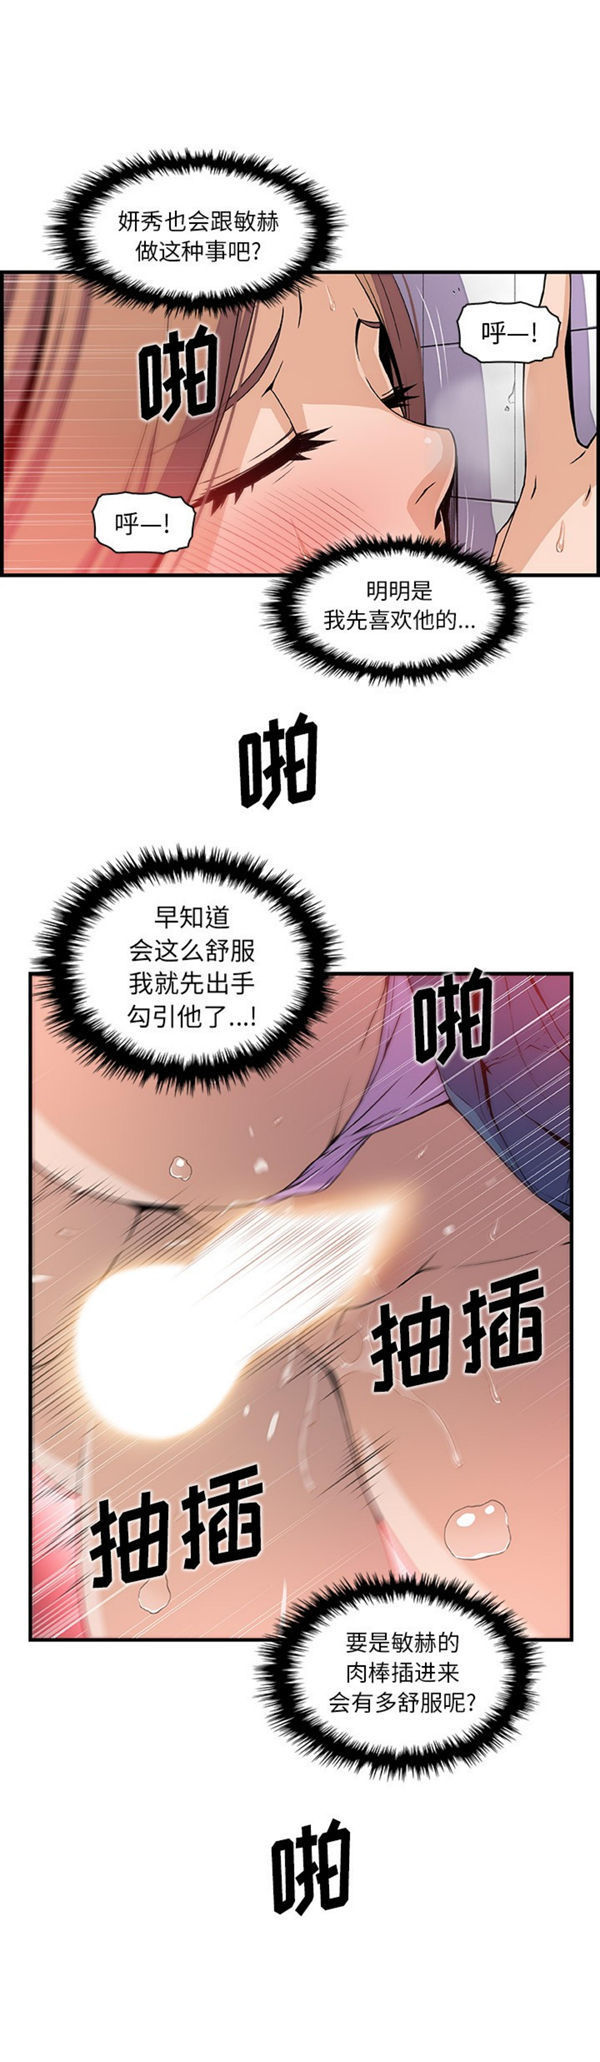 妍秀也会跟敏赫
做这种事吧?
啪
呼—!
呼—!
明明是
我先喜欢他的...
啪
早知道
会这么舒服
我就先出手
勾引他了...!
啪
抽插
抽插
要是敏赫的
肉棒插进来
会有多舒服呢?
啪